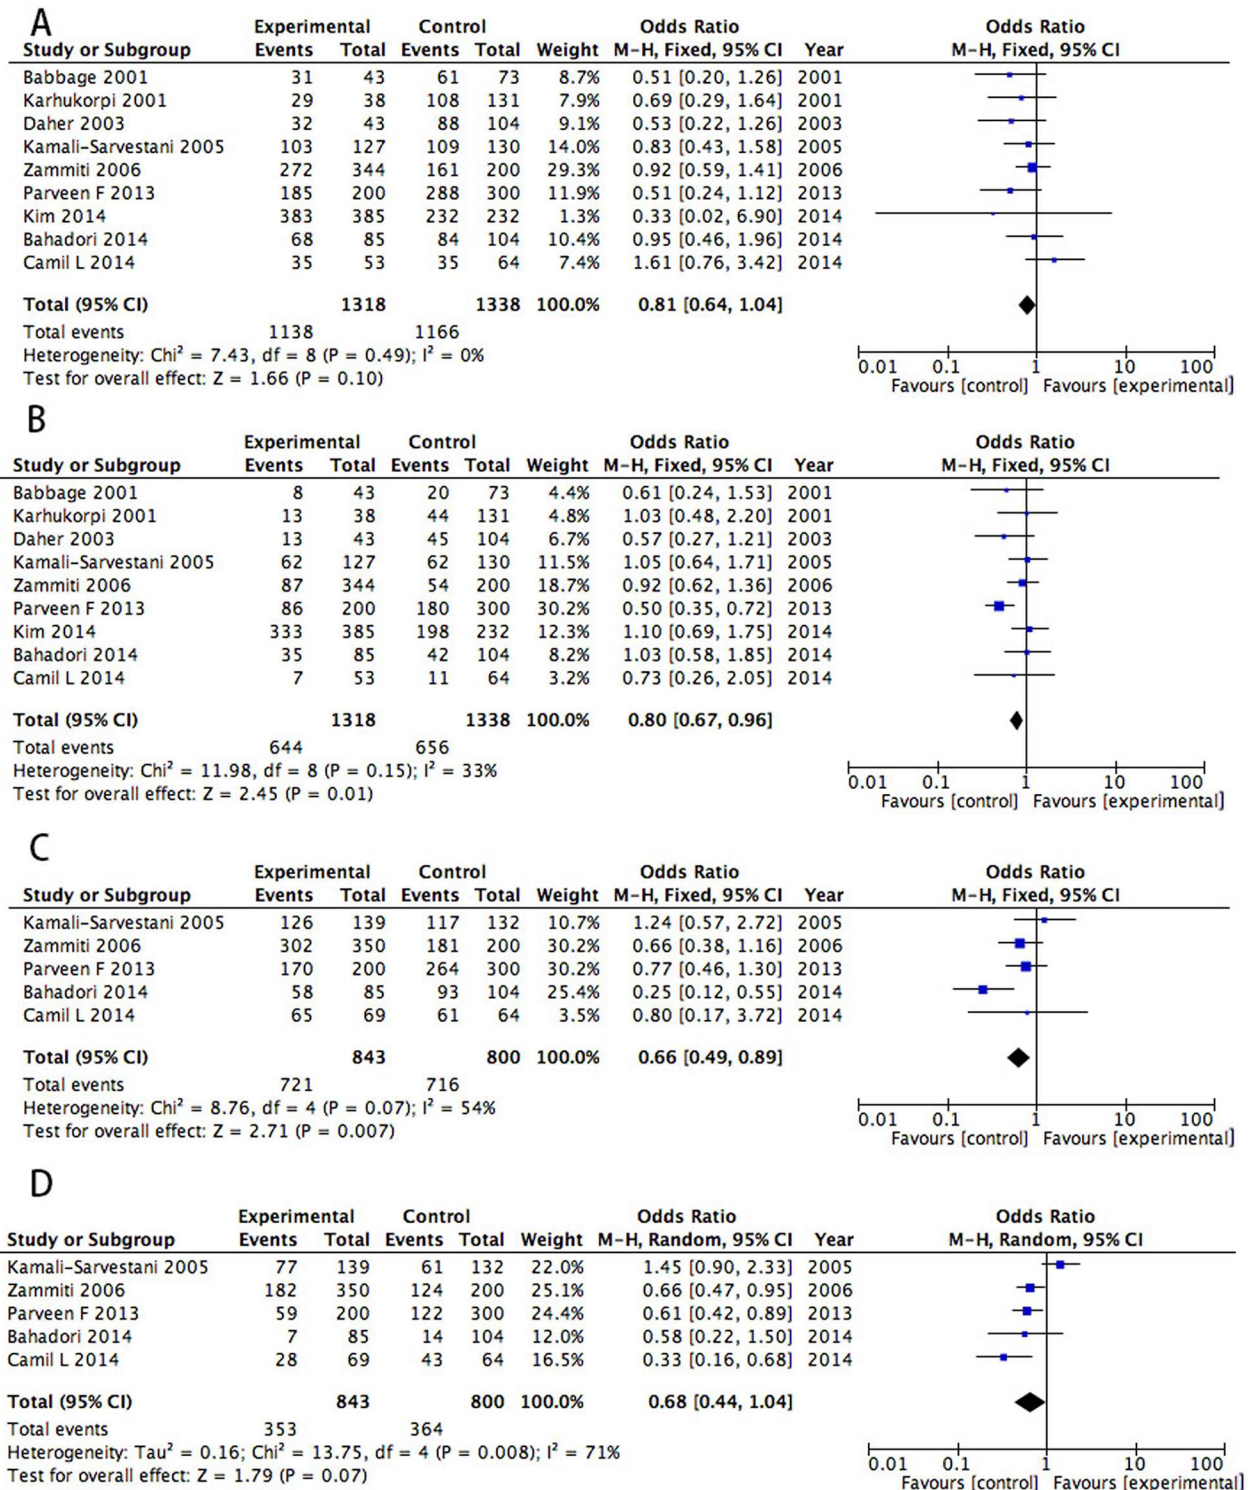 A
Experimental Control Odds Ratio Odds Ratio
Study or Subgroup Events Total Events Total Weight M-H, Fixed, 95% CI Year M-H, Fixed, 95% CI
Babbage 2001 31 43 61 73 8.7% 0.51 [0.20, 1.26] 2001
Karhukorpi 2001 29 38 108 131 7.9% 0.69 [0.29, 1.64] 2001
Daher 2003 32 43 88 104 9.1% 0.53 [0.22, 1.26] 2003
Kamali-Sarvestani 2005 103 127 109 130 14.0% 0.83 [0.43, 1.58] 2005
Zammiti 2006 272 344 161 200 29.3% 0.92 [0.59, 1.41] 2006
Parveen F 2013 185 200 288 300 11.9% 0.51 [0.24, 1.12] 2013
Kim 2014 383 385 232 232 1.3% 0.33 [0.02, 6.90] 2014
Bahadori 2014 68 85 84 104 10.4% 0.95 [0.46, 1.96] 2014
Camil L 2014 35 53 35 64 7.4% 1.61 [0.76, 3.42] 2014
Total (95% CI) 1318 1338 100.0% 0.81 [0.64, 1.04]
Total events 1138 1166
Heterogeneity: Chi² = 7.43, df = 8 (P = 0.49); I² = 0%
Test for overall effect: Z = 1.66 (P = 0.10)
0.01 0.1 1 10 100
Favours [control] Favours [experimental]
B
Experimental Control Odds Ratio Odds Ratio
Study or Subgroup Events Total Events Total Weight M-H, Fixed, 95% CI Year M-H, Fixed, 95% CI
Babbage 2001 8 43 20 73 4.4% 0.61 [0.24, 1.53] 2001
Karhukorpi 2001 13 38 44 131 4.8% 1.03 [0.48, 2.20] 2001
Daher 2003 13 43 45 104 6.7% 0.57 [0.27, 1.21] 2003
Kamali-Sarvestani 2005 62 127 62 130 11.5% 1.05 [0.64, 1.71] 2005
Zammiti 2006 87 344 54 200 18.7% 0.92 [0.62, 1.36] 2006
Parveen F 2013 86 200 180 300 30.2% 0.50 [0.35, 0.72] 2013
Kim 2014 333 385 198 232 12.3% 1.10 [0.69, 1.75] 2014
Bahadori 2014 35 85 42 104 8.2% 1.03 [0.58, 1.85] 2014
Camil L 2014 7 53 11 64 3.2% 0.73 [0.26, 2.05] 2014
Total (95% CI) 1318 1338 100.0% 0.80 [0.67, 0.96]
Total events 644 656
Heterogeneity: Chi² = 11.98, df = 8 (P = 0.15); I² = 33%
Test for overall effect: Z = 2.45 (P = 0.01)
0.01 0.1 1 10 100
Favours [control] Favours [experimental]
C
Experimental Control Odds Ratio Odds Ratio
Study or Subgroup Events Total Events Total Weight M-H, Fixed, 95% CI Year M-H, Fixed, 95% CI
Kamali-Sarvestani 2005 126 139 117 132 10.7% 1.24 [0.57, 2.72] 2005
Zammiti 2006 302 350 181 200 30.2% 0.66 [0.38, 1.16] 2006
Parveen F 2013 170 200 264 300 30.2% 0.77 [0.46, 1.30] 2013
Bahadori 2014 58 85 93 104 25.4% 0.25 [0.12, 0.55] 2014
Camil L 2014 65 69 61 64 3.5% 0.80 [0.17, 3.72] 2014
Total (95% CI) 843 800 100.0% 0.66 [0.49, 0.89]
Total events 721 716
Heterogeneity: Chi² = 8.76, df = 4 (P = 0.07); I² = 54%
Test for overall effect: Z = 2.71 (P = 0.007)
0.01 0.1 1 10 100
Favours [control] Favours [experimental]
D
Experimental Control Odds Ratio Odds Ratio
Study or Subgroup Events Total Events Total Weight M-H, Random, 95% CI Year M-H, Random, 95% CI
Kamali-Sarvestani 2005 77 139 61 132 22.0% 1.45 [0.90, 2.33] 2005
Zammiti 2006 182 350 124 200 25.1% 0.66 [0.47, 0.95] 2006
Parveen F 2013 59 200 122 300 24.4% 0.61 [0.42, 0.89] 2013
Bahadori 2014 7 85 14 104 12.0% 0.58 [0.22, 1.50] 2014
Camil L 2014 28 69 43 64 16.5% 0.33 [0.16, 0.68] 2014
Total (95% CI) 843 800 100.0% 0.68 [0.44, 1.04]
Total events 353 364
Heterogeneity: Tau² = 0.16; Chi² = 13.75, df = 4 (P = 0.008); I² = 71%
Test for overall effect: Z = 1.79 (P = 0.07)
0.01 0.1 1 10 100
Favours [control] Favours [experimental]